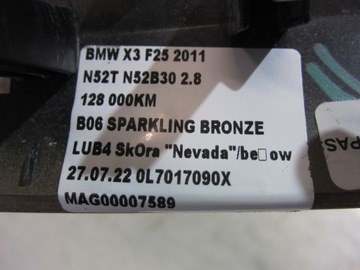 BMW X3 F25 2011
N52T N52B30 2.8
128 000KM
B06 SPARKLING BRONZE
LUB4 SkOra "Nevada"/be□ow
27.07.22 0L7017090X
MAG00007589
PAS